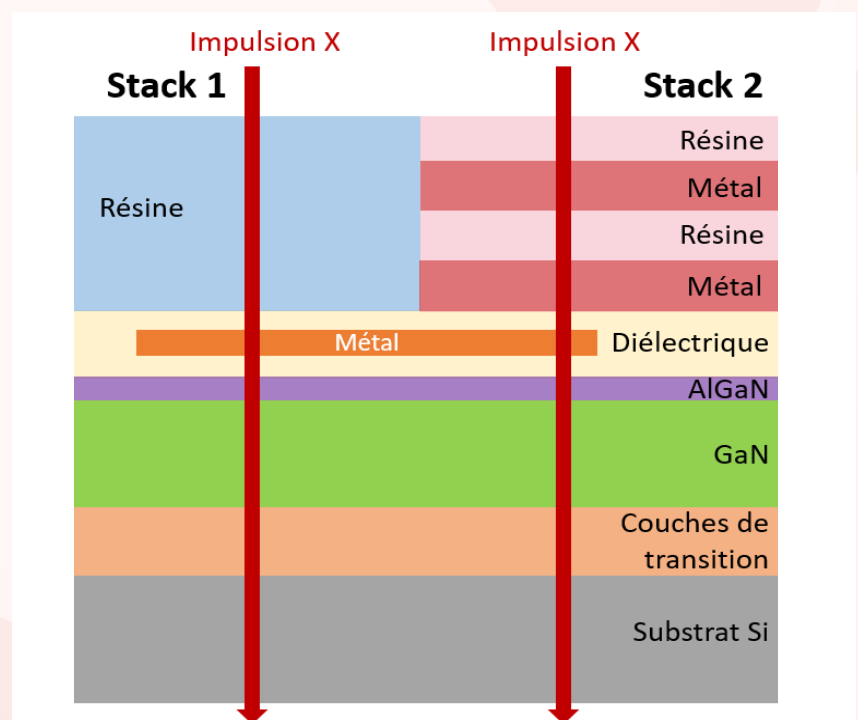 Impulsion X
Impulsion X
Stack 1
Stack 2
Résine
Résine
Métal
Résine
Métal
Métal
Diélectrique
AlGaN
GaN
Couches de
transition
Substrat Si